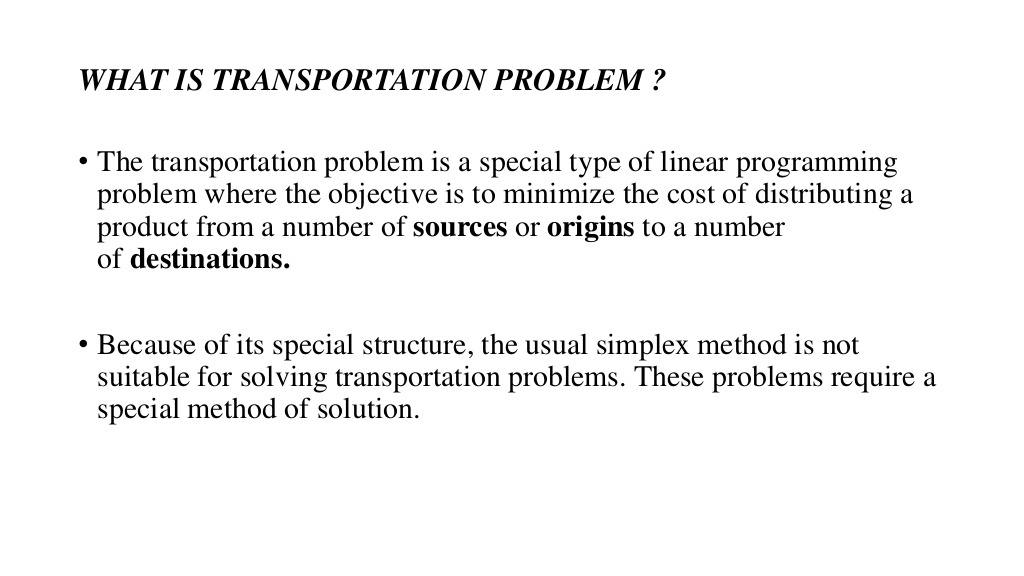 WHAT IS TRANSPORTATION PROBLEM ?
• The transportation problem is a special type of linear programming
problem where the objective is to minimize the cost of distributing a
product from a number of sources or origins to a number
of destinations.
• Because of its special structure, the usual simplex method is not
suitable for solving transportation problems. These problems require a
special method of solution.